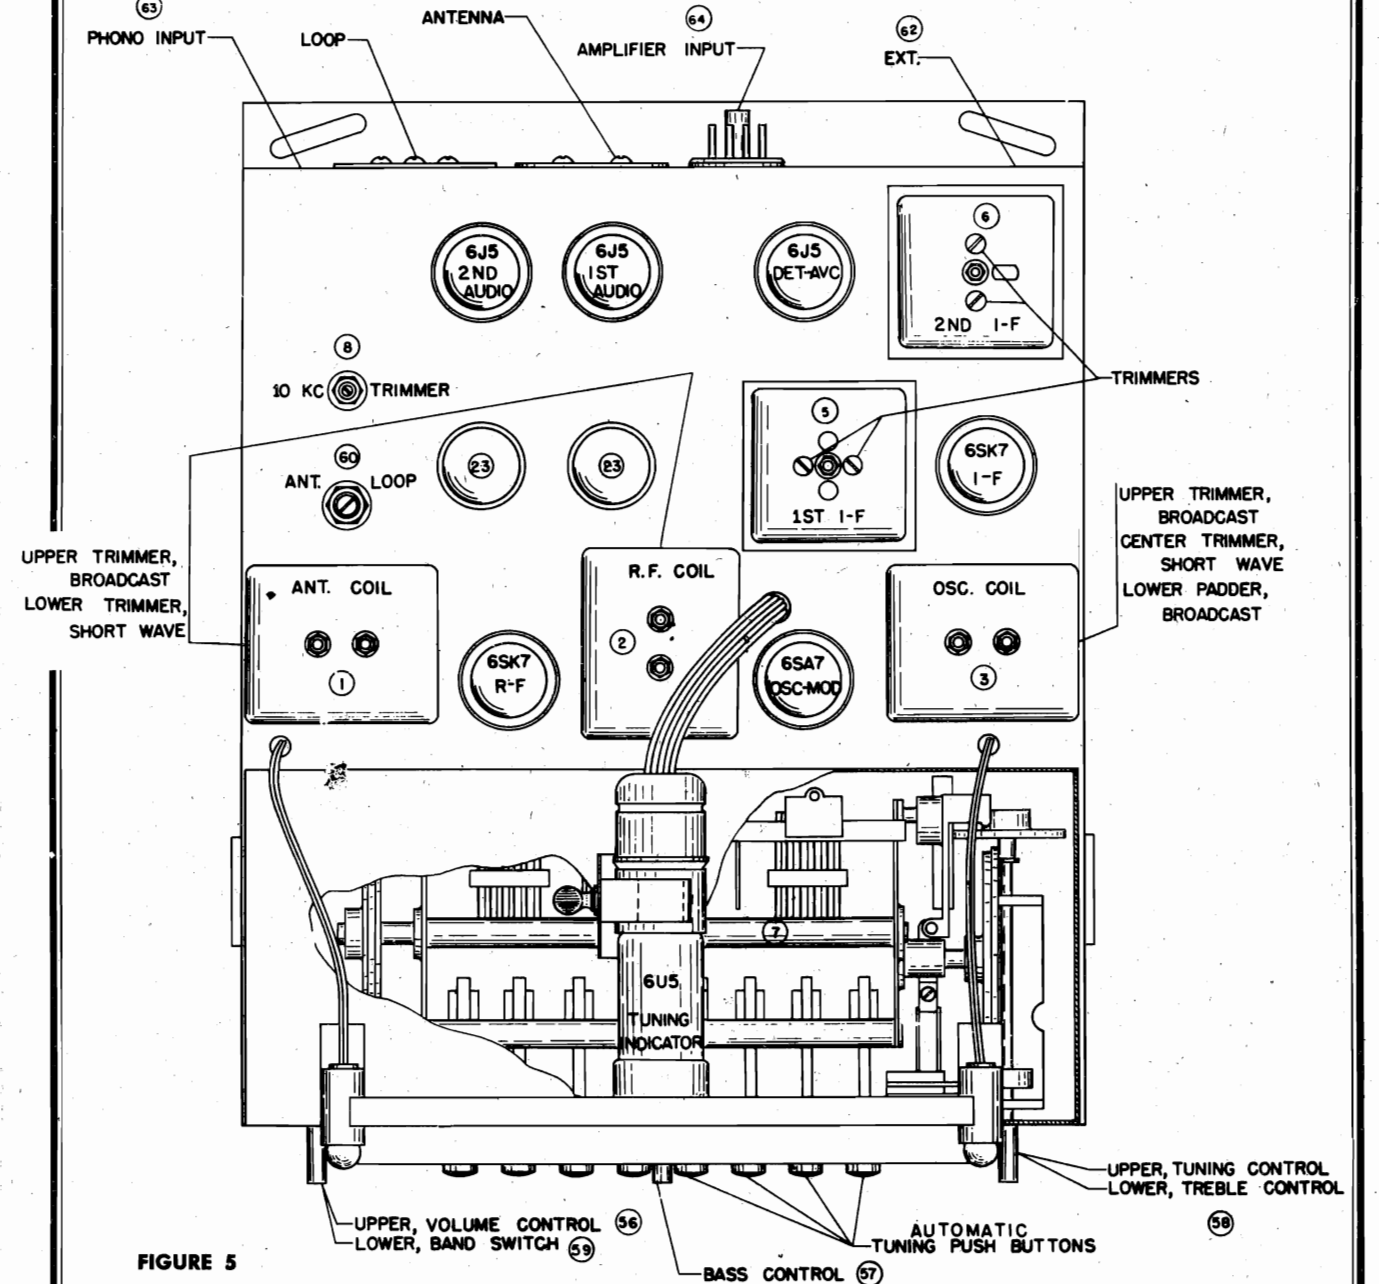 63
PHONO INPUT
LOOP
ANTENNA
64
AMPLIFIER INPUT
62
EXT.
6J5
2ND
AUDIO
6J5
1ST
AUDIO
6J5
DET-AVC
6
2ND I-F
8
10 KC TRIMMER
TRIMMERS
60
ANT. LOOP
23
23
5
1ST I-F
6SK7
I-F
UPPER TRIMMER,
BROADCAST
LOWER TRIMMER,
SHORT WAVE
UPPER TRIMMER,
BROADCAST
CENTER TRIMMER,
SHORT WAVE
LOWER PADDER,
BROADCAST
ANT. COIL
1
6SK7
R-F
R.F. COIL
2
6SA7
OSC-MOD
OSC. COIL
3
7
6U5
TUNING
INDICATOR
UPPER, VOLUME CONTROL 56
LOWER, BAND SWITCH 59
UPPER, TUNING CONTROL
LOWER, TREBLE CONTROL
58
AUTOMATIC
TUNING PUSH BUTTONS
BASS CONTROL 57
FIGURE 5